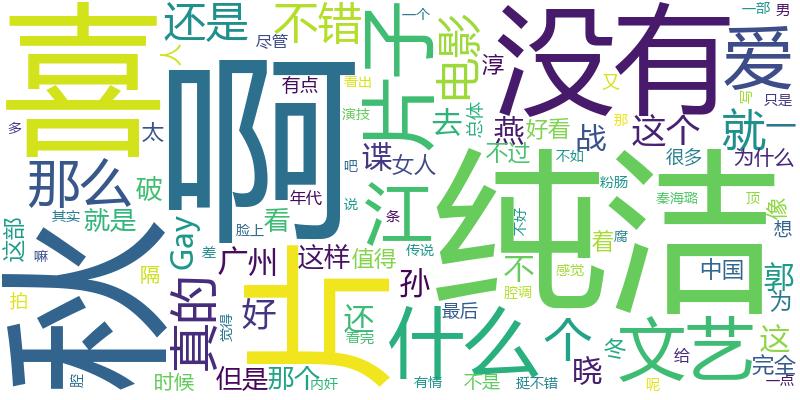 喜
还是
不错
尽管
人
有点
啊
片子
一个
电影
淳
没有
爱
一部
男
又
呢
只是
多
太
看出
演技
总体
去
燕
好看
战
那
这个
就
一
那么
破
谍
女人
不过
不如
很多
为什么
吧
年代
说
江
纯洁
粉肠
秦海璐
顶
像
这部
其实
就是
Gay
看
脸上
条
传说
不好
着
腐
想
秋
嘛
真的
差
广州
这样
值得
不
感觉
中国
郭
为
隔
拍
片
孙
腔调
觉得
好
还
看完
什么
最后
个
文艺
这
冬
完全
腔
时候
但是
那个
内奸
有情
不是
挺不错
晓
给
呢
一点